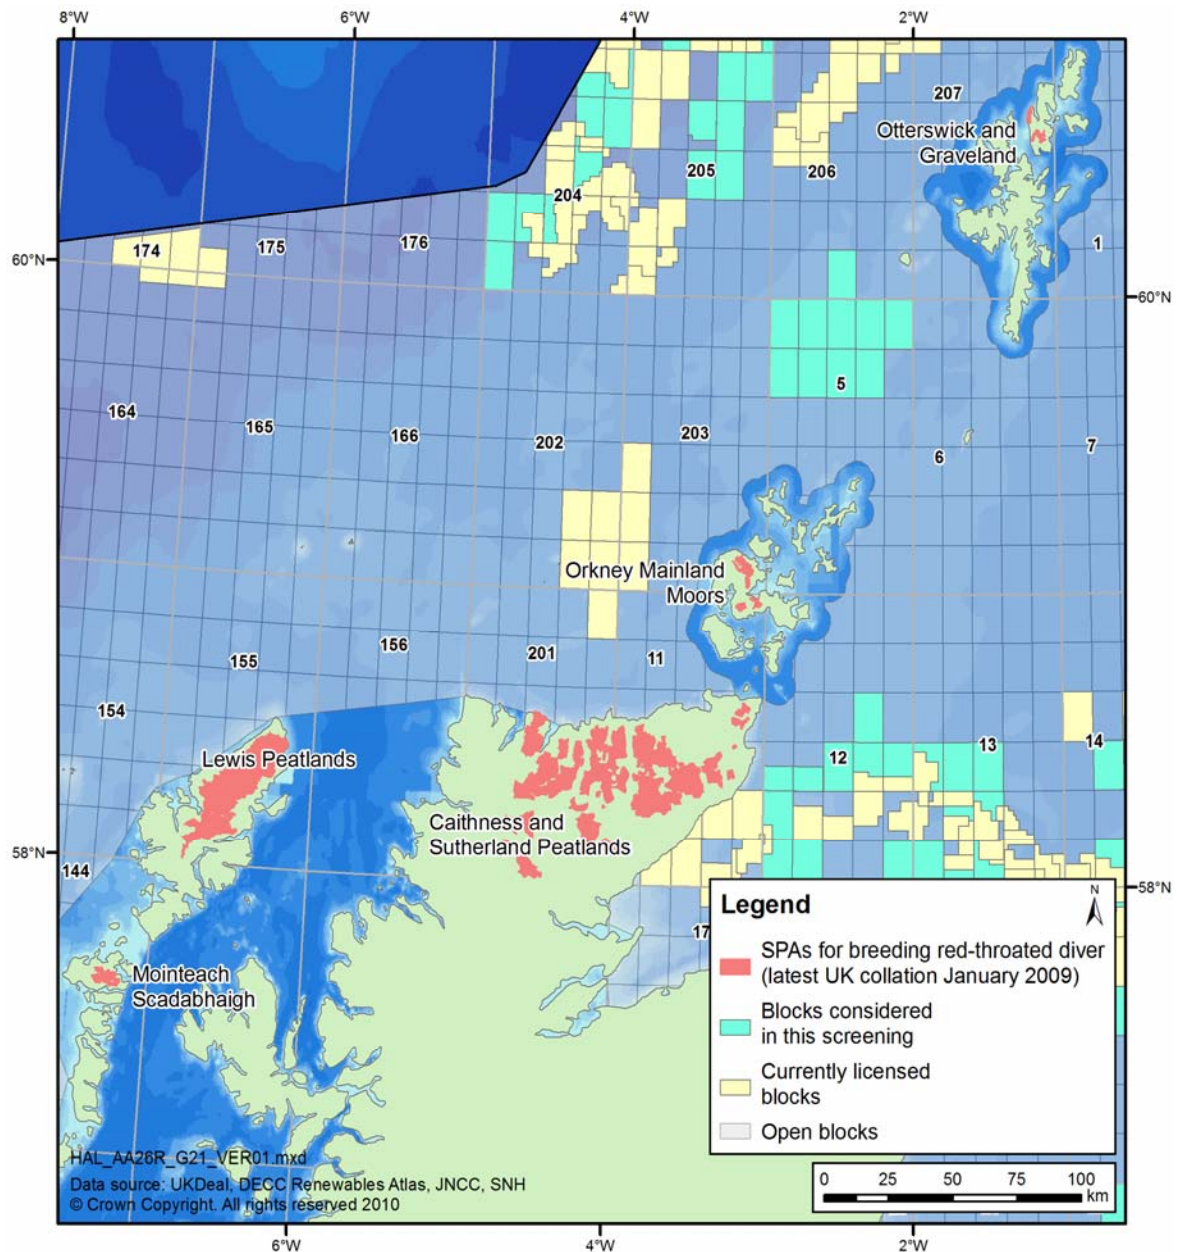 8°W
6°W
4°W
2°W
207
Otterswick and
Graveland
205
206
204
174
175
176
1
60°N
60°N
5
164
165
166
202
203
6
7
Orkney Mainland
Moors
155
156
201
11
154
Lewis Peatlands
12
13
14
Caithness and
Sutherland Peatlands
58°N
144
58°N
17
Mointeach
Scadabhaigh
Legend
N
SPAs for breeding red-throated diver
(latest UK collation January 2009)
Blocks considered
in this screening
Currently licensed
blocks
Open blocks
HAL_AA26R_G21_VER01.mxd
Data source: UKDeal, DECC Renewables Atlas, JNCC, SNH
© Crown Copyright. All rights reserved 2010
0 25 50 75 100
km
6°W
4°W
2°W